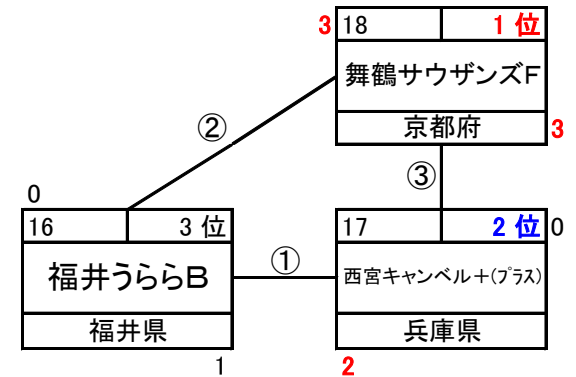 3 18 1 位
舞鶴サウザンズF
京都府 3
②
③
0
16 3 位
福井うららB
福井県
1
①
17 2 位 0
西宮キャンベル+(プラス)
兵庫県
2